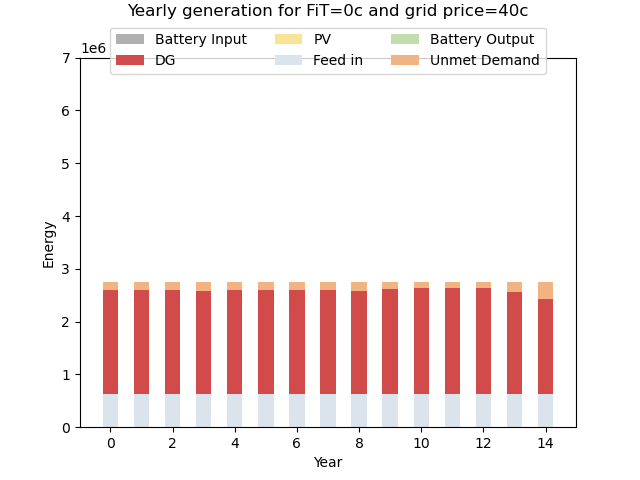 Yearly generation for FiT=0c and grid price=40c
Battery Input PV Battery Output
DG Feed in Unmet Demand
1e6
7
6
5
4
3
2
1
0
Energy
0 2 4 6 8 10 12 14
Year